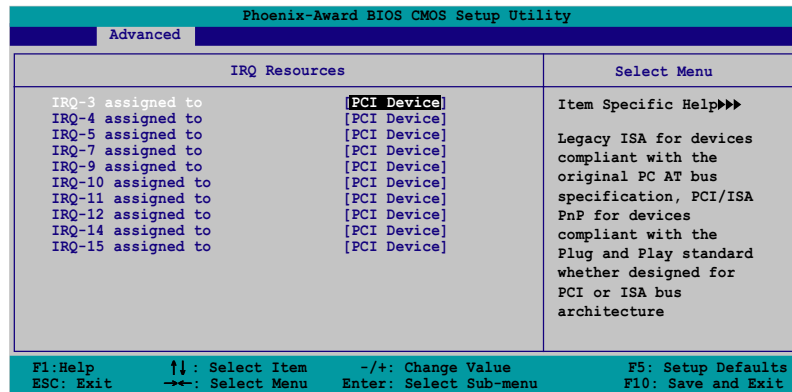 Phoenix-Award BIOS CMOS Setup Utility
Advanced
IRQ Resources
Select Menu
IRQ-3 assigned to [PCI Device]
IRQ-4 assigned to [PCI Device]
IRQ-5 assigned to [PCI Device]
IRQ-7 assigned to [PCI Device]
IRQ-9 assigned to [PCI Device]
IRQ-10 assigned to [PCI Device]
IRQ-11 assigned to [PCI Device]
IRQ-12 assigned to [PCI Device]
IRQ-14 assigned to [PCI Device]
IRQ-15 assigned to [PCI Device]
Item Specific Help
Legacy ISA for devices
compliant with the
original PC AT bus
specification, PCI/ISA
PnP for devices
compliant with the
Plug and Play standard
whether designed for
PCI or ISA bus
architecture
F1:Help ↑↓: Select Item -/+: Change Value F5: Setup Defaults
ESC: Exit →←: Select Menu Enter: Select Sub-menu F10: Save and Exit